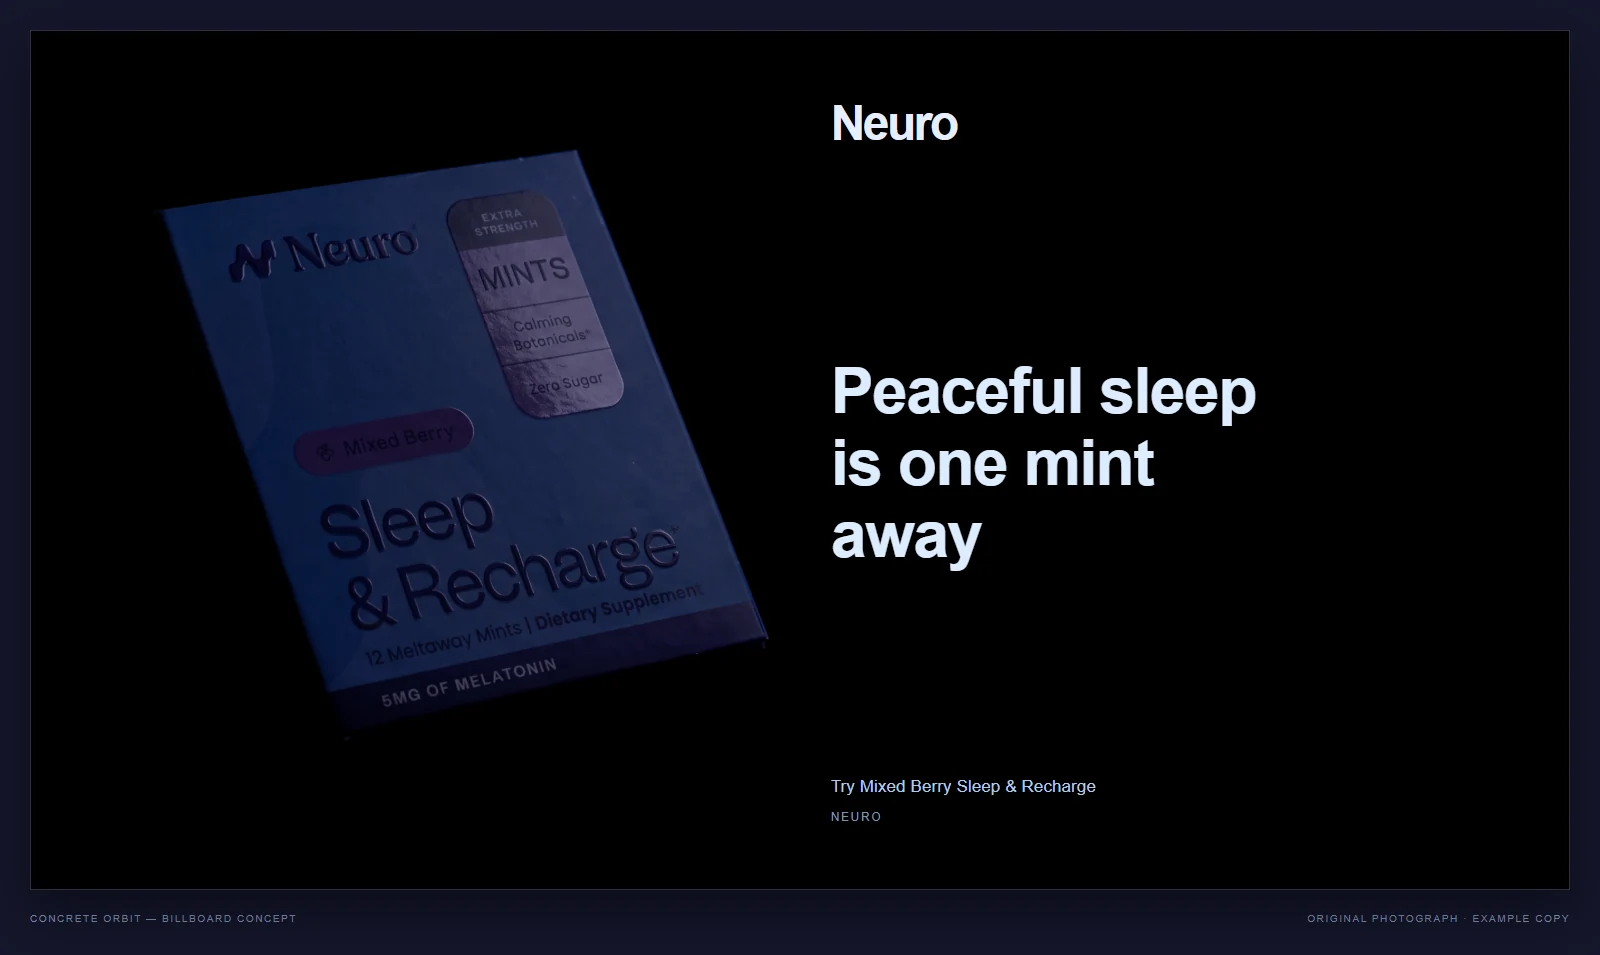 Neuro
EXTRA
STRENGTH
MINTS
Calming
Botanicals*
Zero Sugar
Mixed Berry
Sleep
& Recharge*
12 Meltaway Mints | Dietary Supplement
5MG OF MELATONIN
Neuro
Peaceful sleep
is one mint
away
Try Mixed Berry Sleep & Recharge
NEURO
CONCRETE ORBIT — BILLBOARD CONCEPT
ORIGINAL PHOTOGRAPH · EXAMPLE COPY